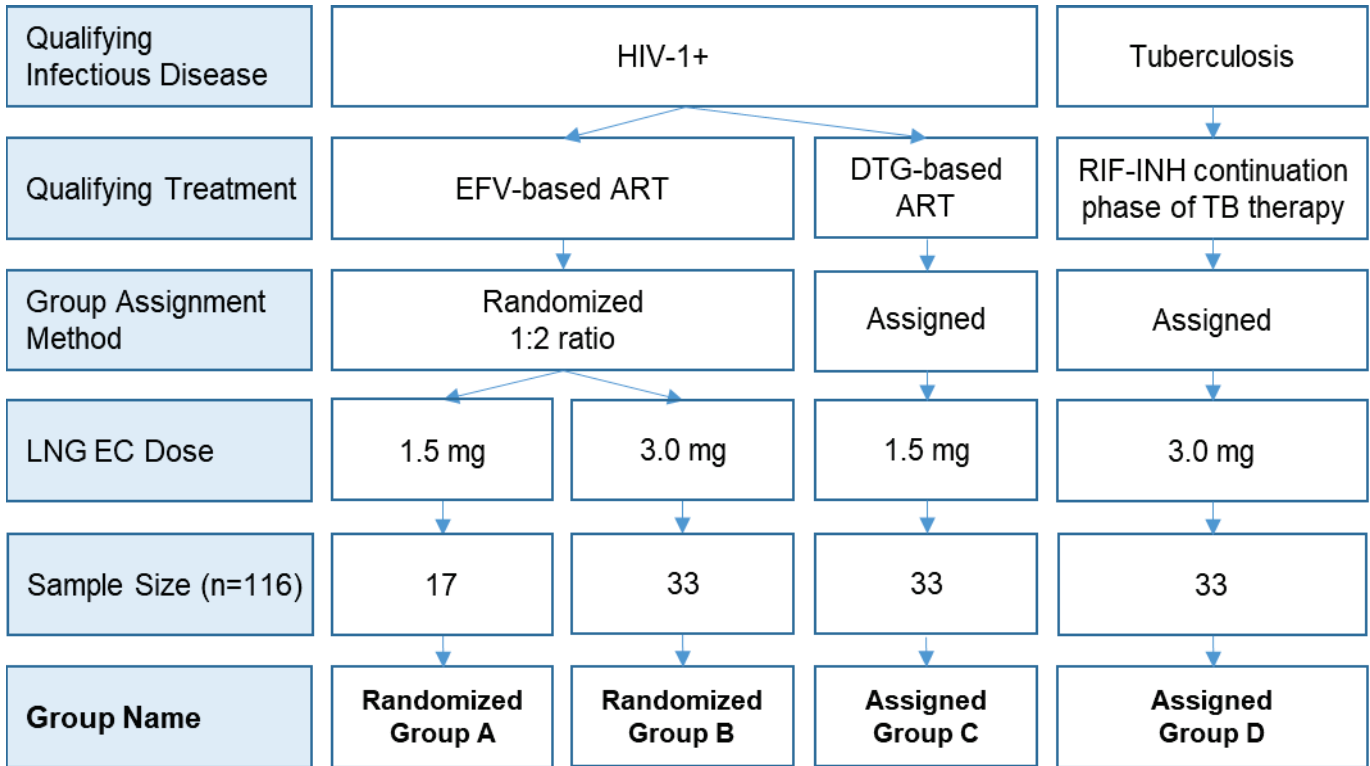 Qualifying
Infectious Disease
HIV-1+
Tuberculosis
Qualifying Treatment
EFV-based ART
DTG-based
ART
RIF-INH continuation
phase of TB therapy
Group Assignment
Method
Randomized
1:2 ratio
Assigned
Assigned
LNG EC Dose
1.5 mg
3.0 mg
1.5 mg
3.0 mg
Sample Size (n=116)
17
33
33
33
Group Name
Randomized
Group A
Randomized
Group B
Assigned
Group C
Assigned
Group D